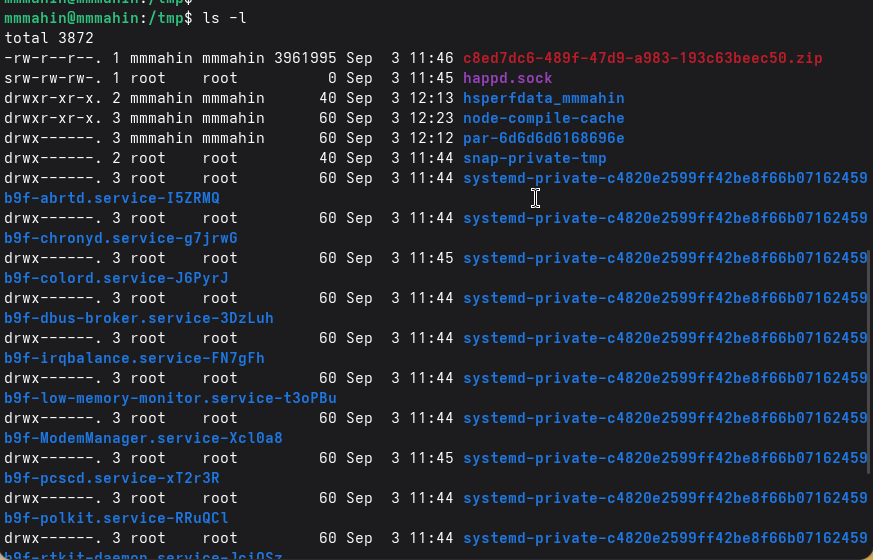 mmmahin@mmmahin:/tmp$ ls -l
total 3872
-rw-r--r--. 1 mmmahin mmmahin 3961995 Sep  3 11:46 c8ed7dc6-489f-47d9-a983-193c63beec50.zip
srw-rw-rw-. 1 root    root          0 Sep  3 11:45 happd.sock
drwxr-xr-x. 2 mmmahin mmmahin      40 Sep  3 12:13 hsperfdata_mmmahin
drwxr-xr-x. 3 mmmahin mmmahin      60 Sep  3 12:23 node-compile-cache
drwx------. 3 mmmahin mmmahin      60 Sep  3 12:12 par-6d6d6d6168696e
drwx------. 2 root    root         40 Sep  3 11:44 snap-private-tmp
drwx------. 3 root    root         60 Sep  3 11:44 systemd-private-c4820e2599ff42be8f66b07162459
b9f-abrtd.service-I5ZRMQ
drwx------. 3 root    root         60 Sep  3 11:44 systemd-private-c4820e2599ff42be8f66b07162459
b9f-chronyd.service-g7jrwG
drwx------. 3 root    root         60 Sep  3 11:45 systemd-private-c4820e2599ff42be8f66b07162459
b9f-colord.service-J6PyrJ
drwx------. 3 root    root         60 Sep  3 11:44 systemd-private-c4820e2599ff42be8f66b07162459
b9f-dbus-broker.service-3DzLuh
drwx------. 3 root    root         60 Sep  3 11:44 systemd-private-c4820e2599ff42be8f66b07162459
b9f-irqbalance.service-FN7gFh
drwx------. 3 root    root         60 Sep  3 11:44 systemd-private-c4820e2599ff42be8f66b07162459
b9f-low-memory-monitor.service-t3oPBu
drwx------. 3 root    root         60 Sep  3 11:44 systemd-private-c4820e2599ff42be8f66b07162459
b9f-ModemManager.service-Xcl0a8
drwx------. 3 root    root         60 Sep  3 11:45 systemd-private-c4820e2599ff42be8f66b07162459
b9f-pcscd.service-xT2r3R
drwx------. 3 root    root         60 Sep  3 11:44 systemd-private-c4820e2599ff42be8f66b07162459
b9f-polkit.service-RRuQCl
drwx------. 3 root    root         60 Sep  3 11:44 systemd-private-c4820e2599ff42be8f66b07162459